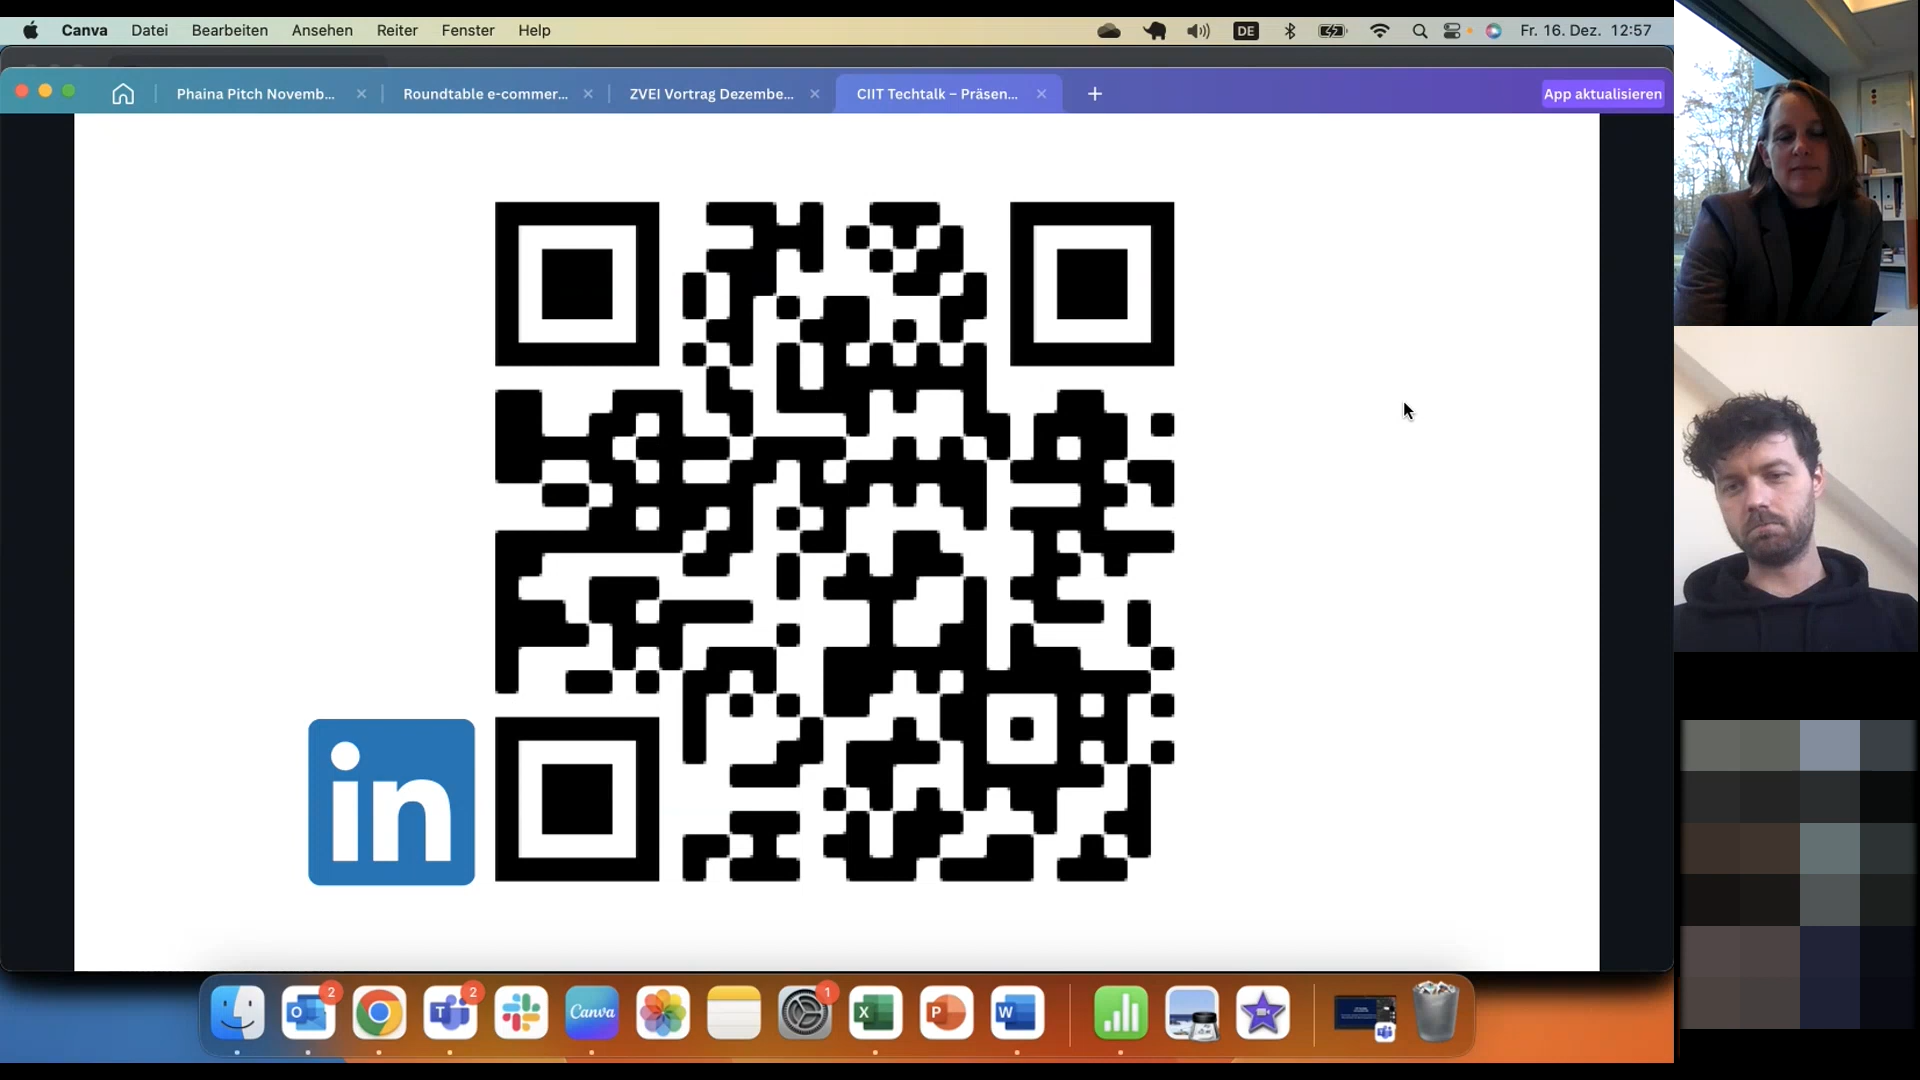 Canva Datei Bearbeiten Ansehen Reiter Fenster Help DE Fr. 16. Dez. 12:57
Phaina Pitch Novemb... Roundtable e-commer... ZVEI Vortrag Dezembe... CIIT Techtalk – Präsen... App aktualisieren
in
2 2 1
O T Canva X P W